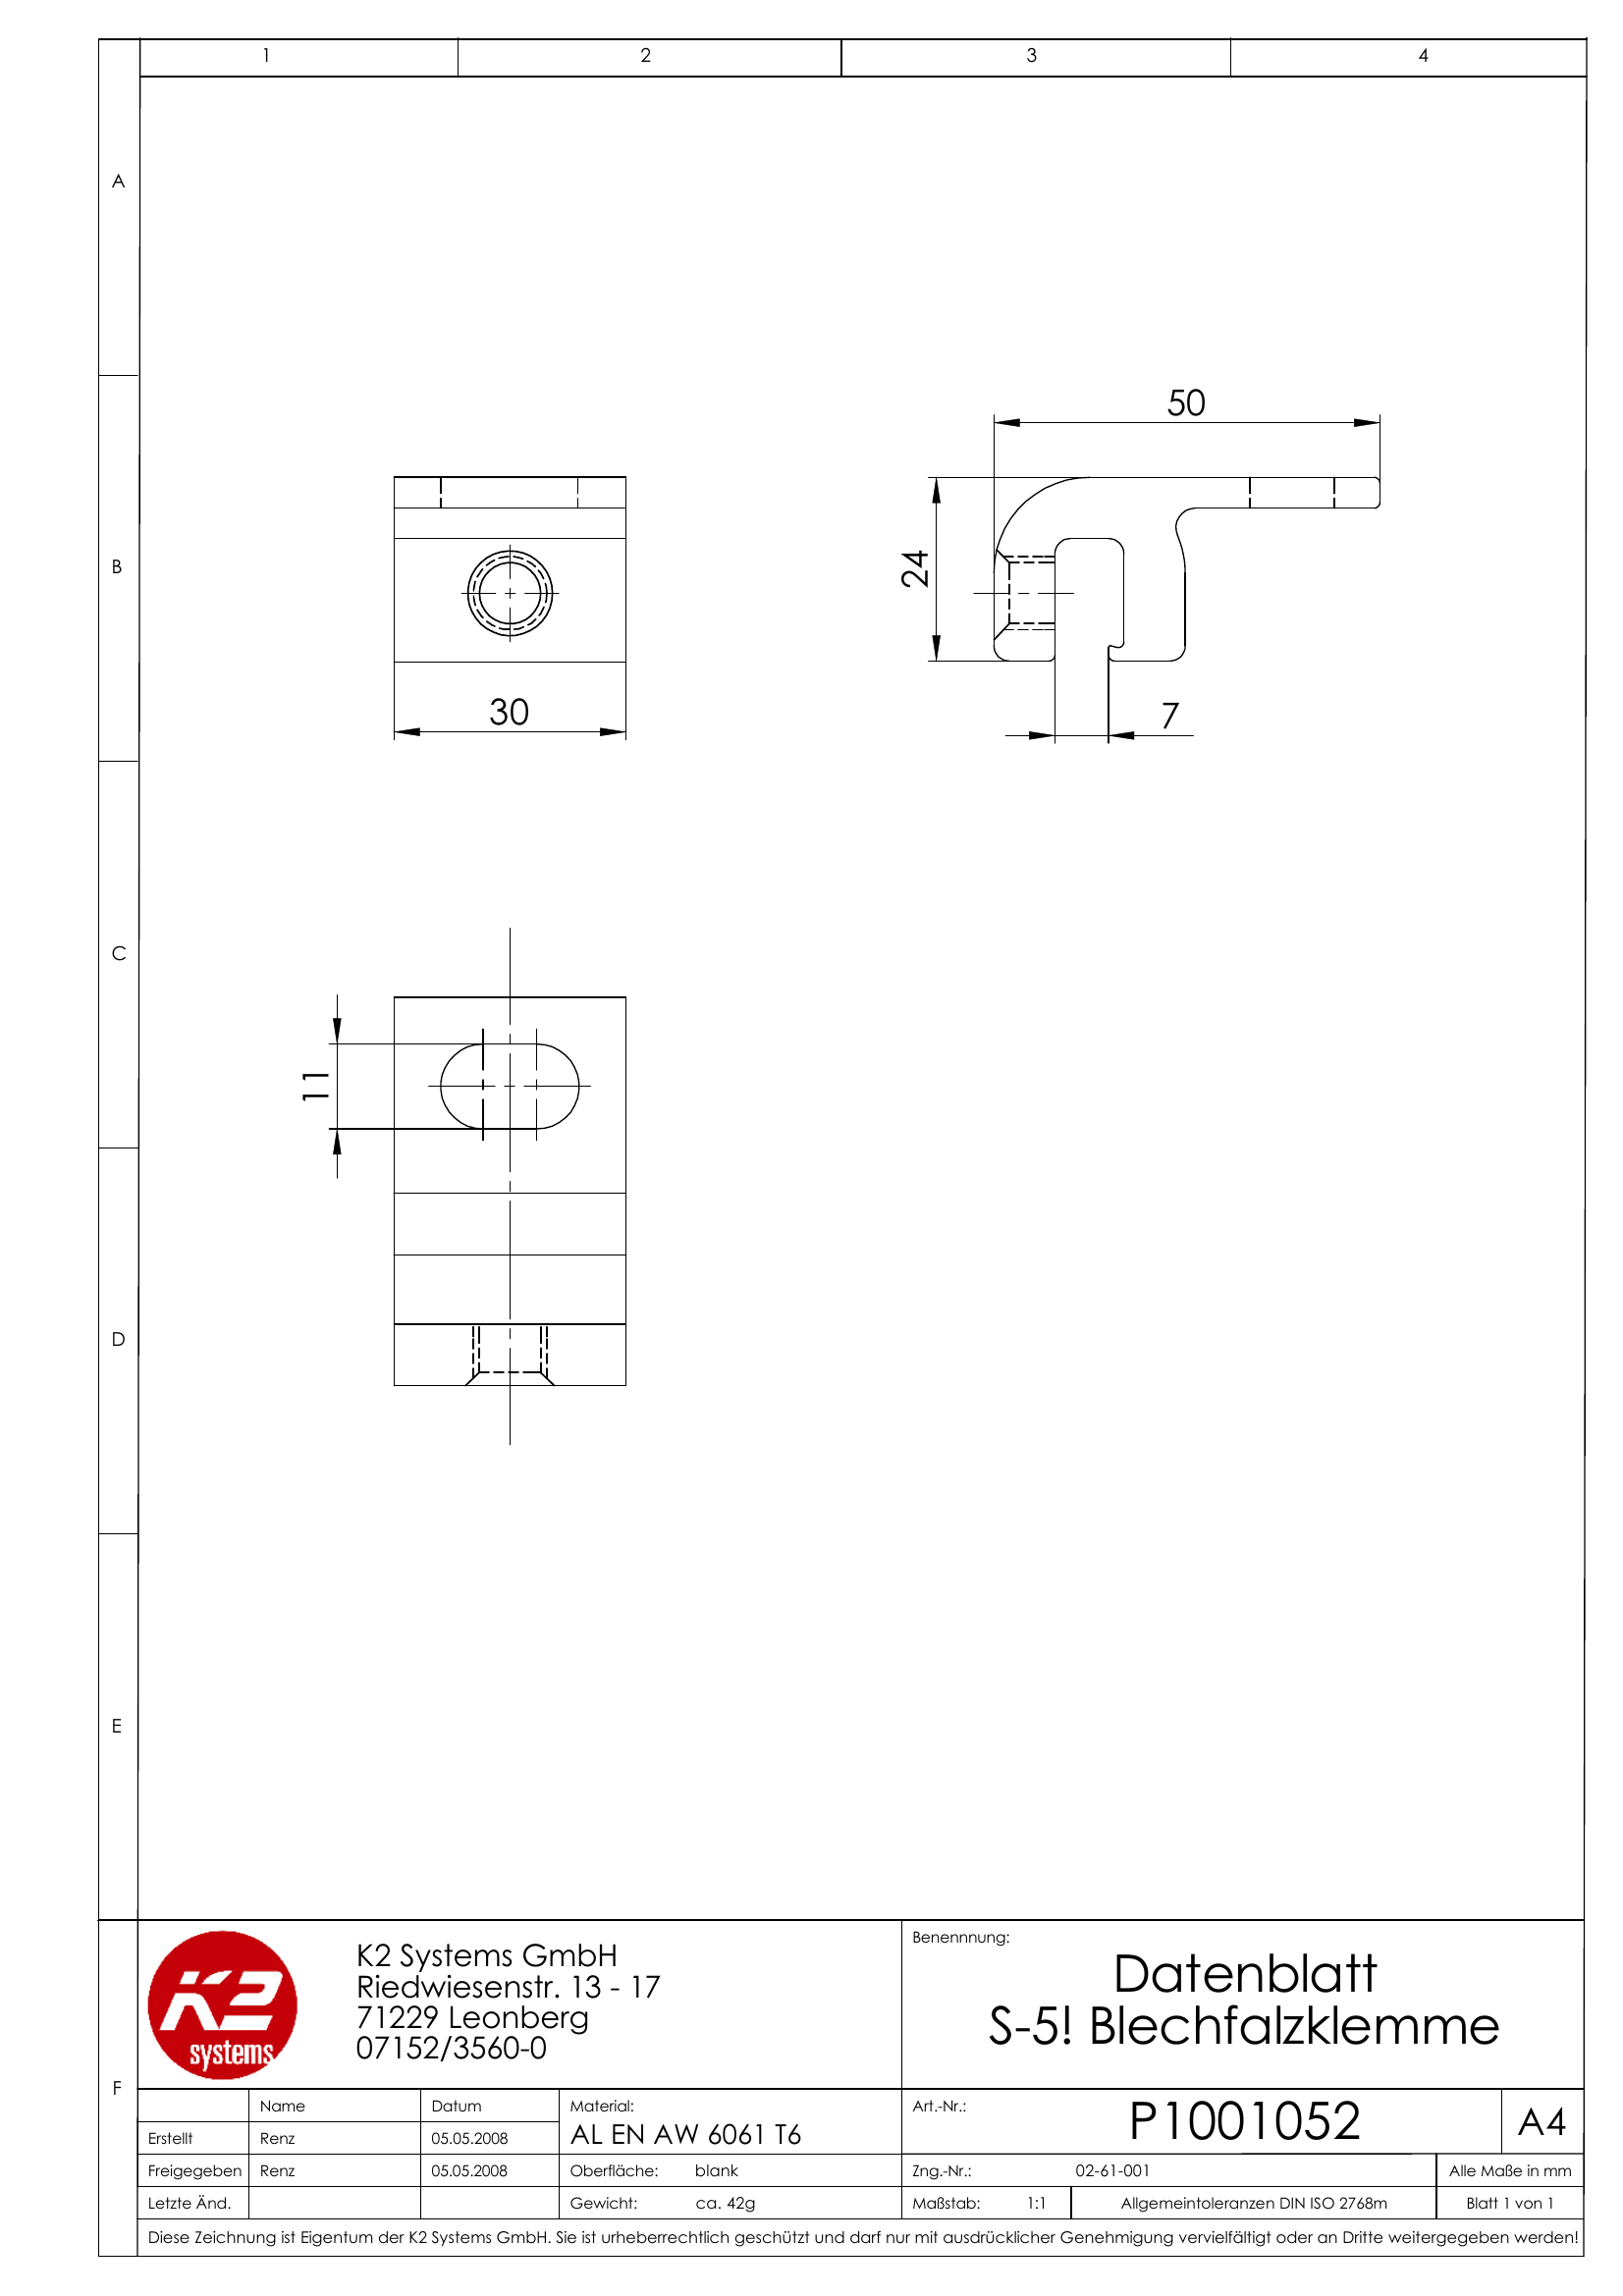 1 2 3 4
A
50
B
24
30
7
C
11
D
E
K2 systems
K2 Systems GmbH
Riedwiesenstr. 13 - 17
71229 Leonberg
07152/3560-0
Benennnung:
Datenblatt
S-5! Blechfalzklemme
F
Name Datum Material: Art.-Nr.: P1001052 A4
Erstellt Renz 05.05.2008 AL EN AW 6061 T6
Freigegeben Renz 05.05.2008 Oberfläche: blank Zng.-Nr.: 02-61-001 Alle Maße in mm
Letzte Änd. Gewicht: ca. 42g Maßstab: 1:1 Allgemeintoleranzen DIN ISO 2768m Blatt 1 von 1
Diese Zeichnung ist Eigentum der K2 Systems GmbH. Sie ist urheberrechtlich geschützt und darf nur mit ausdrücklicher Genehmigung vervielfältigt oder an Dritte weitergegeben werden!